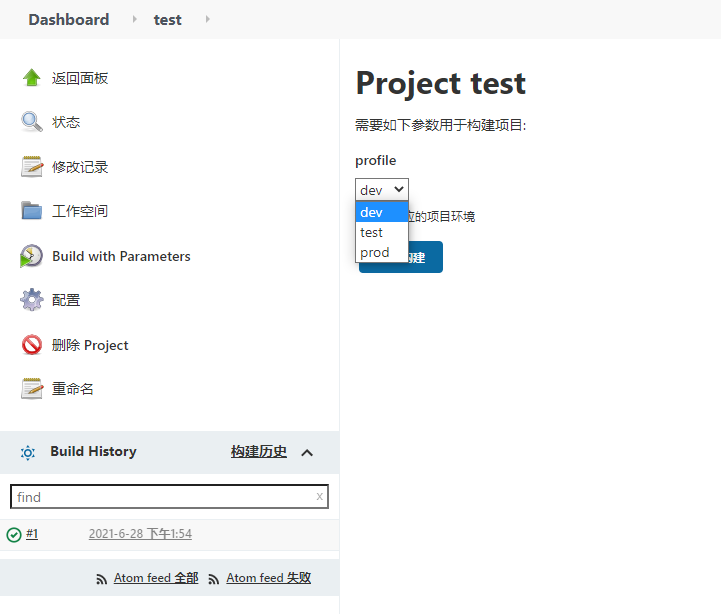 Dashboard test
返回面板
状态
修改记录
工作空间
Build with Parameters
配置
删除 Project
重命名
Build History 构建历史
find x
#1 2021-6-28 下午1:54
Atom feed 全部 Atom feed 失败
Project test
需要如下参数用于构建项目:
profile
dev
dev
应的项目环境
test
prod
建